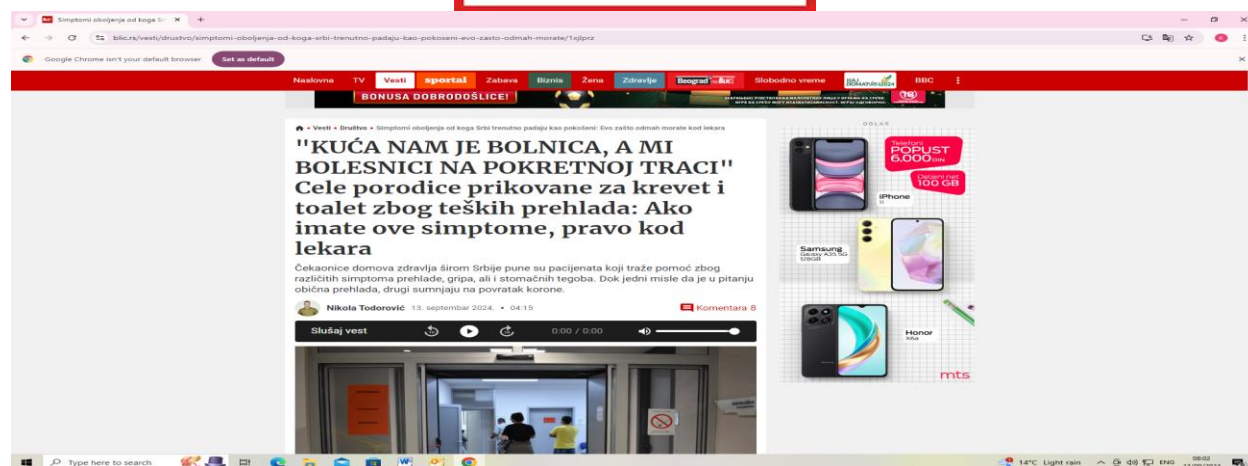 Simptomi oboljenja od koga Sr
blic.rs/vesti/drustvo/simptomi-oboljenja-od-koga-srbi-trenutno-padaju-kao-pokoseni-evo-zasto-odmah-morate/1xjlprz
Google Chrome isn't your default browser Set as default
Naslovna TV Vesti sportal Zabava Biznis Žena Zdravlje Beograd Blic Slobodno vreme NAJ 2024 BBC
BONUSA DOBRODOŠLICE!
Vesti • Društvo • Simptomi oboljenja od koga Srbi trenutno padaju kao pokošeni: Evo zašto odmah morate kod lekara
"KUĆA NAM JE BOLNICA, A MI
BOLESNICI NA POKRETNOJ TRACI"
Cele porodice prikovane za krevet i
toalet zbog teških prehlada: Ako
imate ove simptome, pravo kod
lekara
Čekaonice domova zdravlja širom Srbije pune su pacijenata koji traže pomoć zbog
različitih simptoma prehlade, gripa, ali i stomačnih tegoba. Dok jedni misle da je u pitanju
obična prehlada, drugi sumnjaju na povratak korone.
Nikola Todorović 13. septembar 2024. • 04:15 Komentara 8
Slušaj vest 0:00 / 0:00
OGLAS
Telefoni
POPUST
6.000 DIN
Deljeni net
100 GB
iPhone
11
Samsung
Galaxy A35 5G
128GB
Honor
X6a
mts
Type here to search 14°C Light rain ENG 08:02